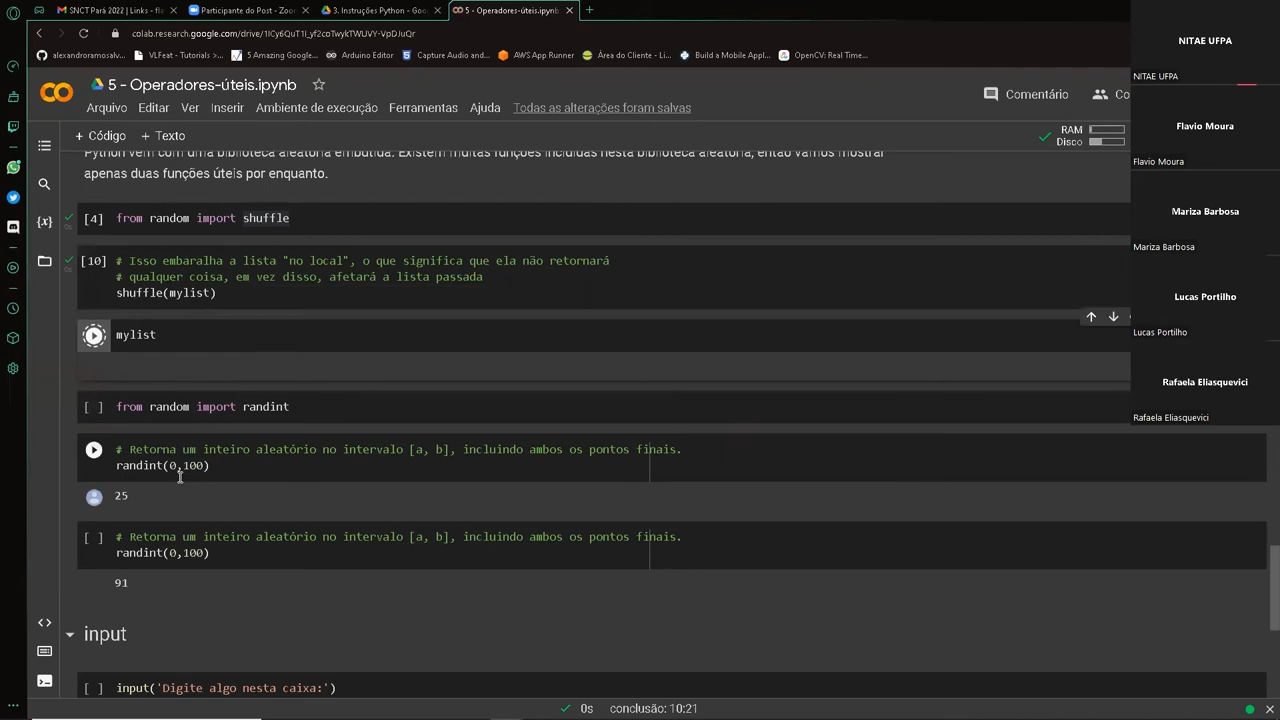 SNCT Pará 2022 | Links - fl
Participante do Post - Zoo
3. Instruções Python - Goo
5 - Operadores-úteis.ipynb
colab.research.google.com/drive/1ICy6QuT1I_yf2coTwykTWUVY-VpDJuQr
alexandroramosalv
VLFeat - Tutorials >...
5 Amazing Google...
Arduino Editor
Capture Audio and...
AWS App Runner
Área do Cliente - Li...
Build a Mobile Appl...
OpenCV: Real Time...
5 - Operadores-úteis.ipynb
Arquivo Editar Ver Inserir Ambiente de execução Ferramentas Ajuda Todas as alterações foram salvas
Comentário
Co
+ Código + Texto
RAM
Disco
Python vem com uma biblioteca aleatória embutida. Existem muitas funções incluídas nesta biblioteca aleatória, então vamos mostrar
apenas duas funções úteis por enquanto.
[4] from random import shuffle
0s
[10] # Isso embaralha a lista "no local", o que significa que ela não retornará
0s
# qualquer coisa, em vez disso, afetará a lista passada
shuffle(mylist)
mylist
[ ] from random import randint
# Retorna um inteiro aleatório no intervalo [a, b], incluindo ambos os pontos finais.
randint(0,100)
25
[ ] # Retorna um inteiro aleatório no intervalo [a, b], incluindo ambos os pontos finais.
randint(0,100)
91
input
[ ] input('Digite algo nesta caixa:')
0s conclusão: 10:21
NITAE UFPA
NITAE UFPA
Flavio Moura
Flavio Moura
Mariza Barbosa
Mariza Barbosa
Lucas Portilho
Lucas Portilho
Rafaela Eliasquevici
Rafaela Eliasquevici